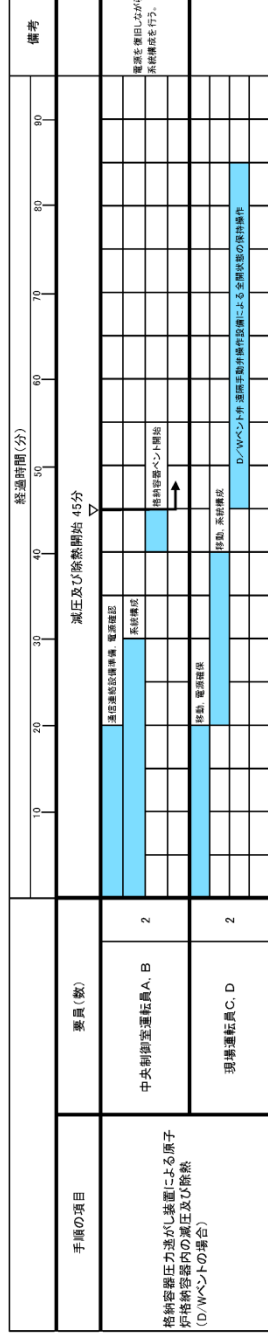 手順の項目
要員(数)
経過時間(分)
備考
10
20
30
40
50
60
70
80
90
減圧及び除熱開始 45分
格納容器圧力逃がし装置による原子
炉格納容器内の減圧及び除熱
(D/Wベントの場合)
中央制御室運転員A, B
2
通信連絡設備準備, 電源確認
系統構成
格納容器ベント開始
電源を復旧しなが
系統構成を行う。
現場運転員C, D
2
移動, 電源確保
移動, 系統構成
D/Wベント弁 遠隔手動弁操作設備による全開状態の保持操作